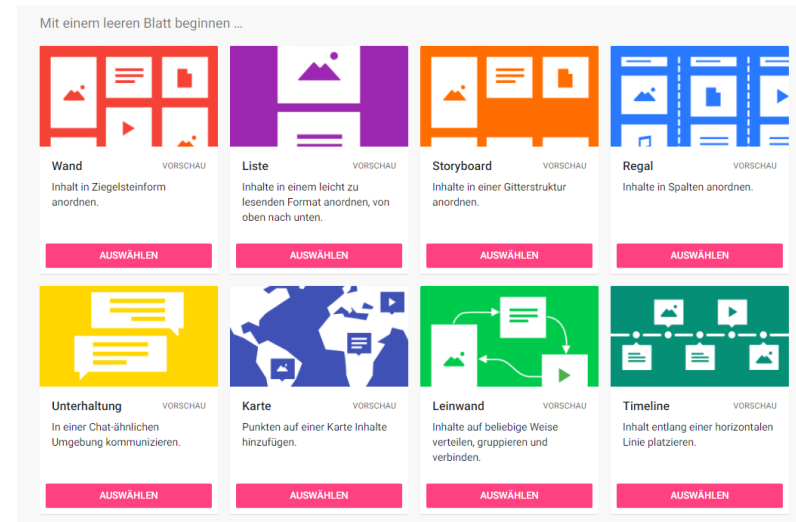 Mit einem leeren Blatt beginnen ...
Wand VORSCHAU
Inhalt in Ziegelsteinform
anordnen.
AUSWÄHLEN
Liste VORSCHAU
Inhalte in einem leicht zu
lesenden Format anordnen, von
oben nach unten.
AUSWÄHLEN
Storyboard VORSCHAU
Inhalte in einer Gitterstruktur
anordnen.
AUSWÄHLEN
Regal VORSCHAU
Inhalte in Spalten anordnen.
AUSWÄHLEN
Unterhaltung VORSCHAU
In einer Chat-ähnlichen
Umgebung kommunizieren.
AUSWÄHLEN
Karte VORSCHAU
Punkten auf einer Karte Inhalte
hinzufügen.
AUSWÄHLEN
Leinwand VORSCHAU
Inhalte auf beliebige Weise
verteilen, gruppieren und
verbinden.
AUSWÄHLEN
Timeline VORSCHAU
Inhalt entlang einer horizontalen
Linie platzieren.
AUSWÄHLEN